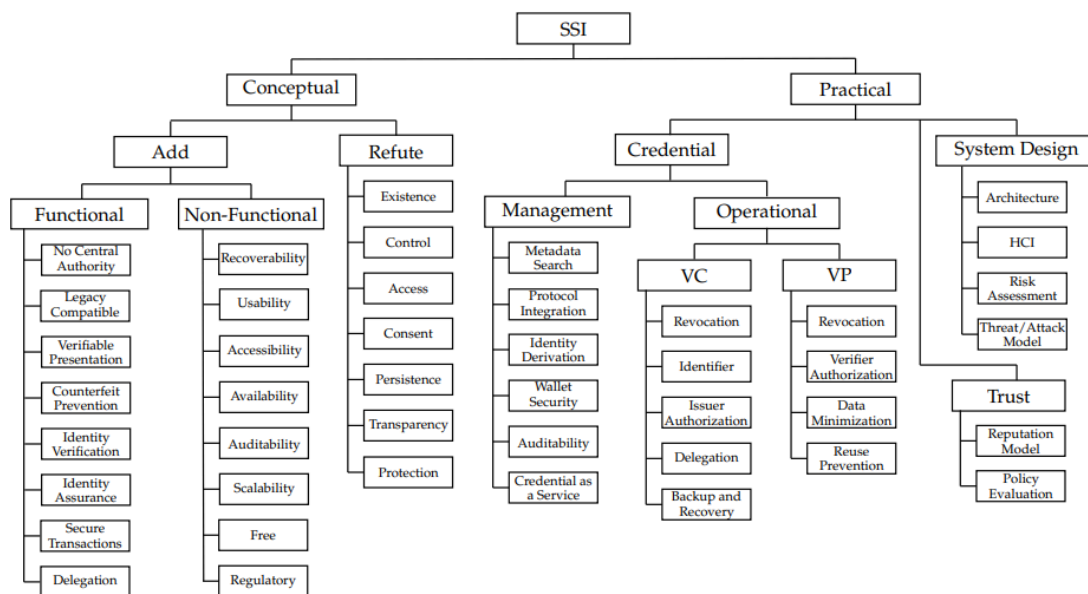 SSI
Conceptual
Practical
Add
Refute
Credential
System Design
Functional
Non-Functional
Existence
Management
Operational
Architecture
No Central
Authority
Recoverability
Control
Metadata
Search
VC
VP
HCI
Legacy
Compatible
Usability
Access
Protocol
Integration
Revocation
Revocation
Risk
Assessment
Verifiable
Presentation
Accessibility
Consent
Identity
Derivation
Identifier
Verifier
Authorization
Threat/Attack
Model
Counterfeit
Prevention
Availability
Persistence
Wallet
Security
Issuer
Authorization
Data
Minimization
Trust
Identity
Verification
Auditability
Transparency
Auditability
Delegation
Reuse
Prevention
Reputation
Model
Identity
Assurance
Scalability
Protection
Credential as
a Service
Backup and
Recovery
Policy
Evaluation
Secure
Transactions
Free
Delegation
Regulatory